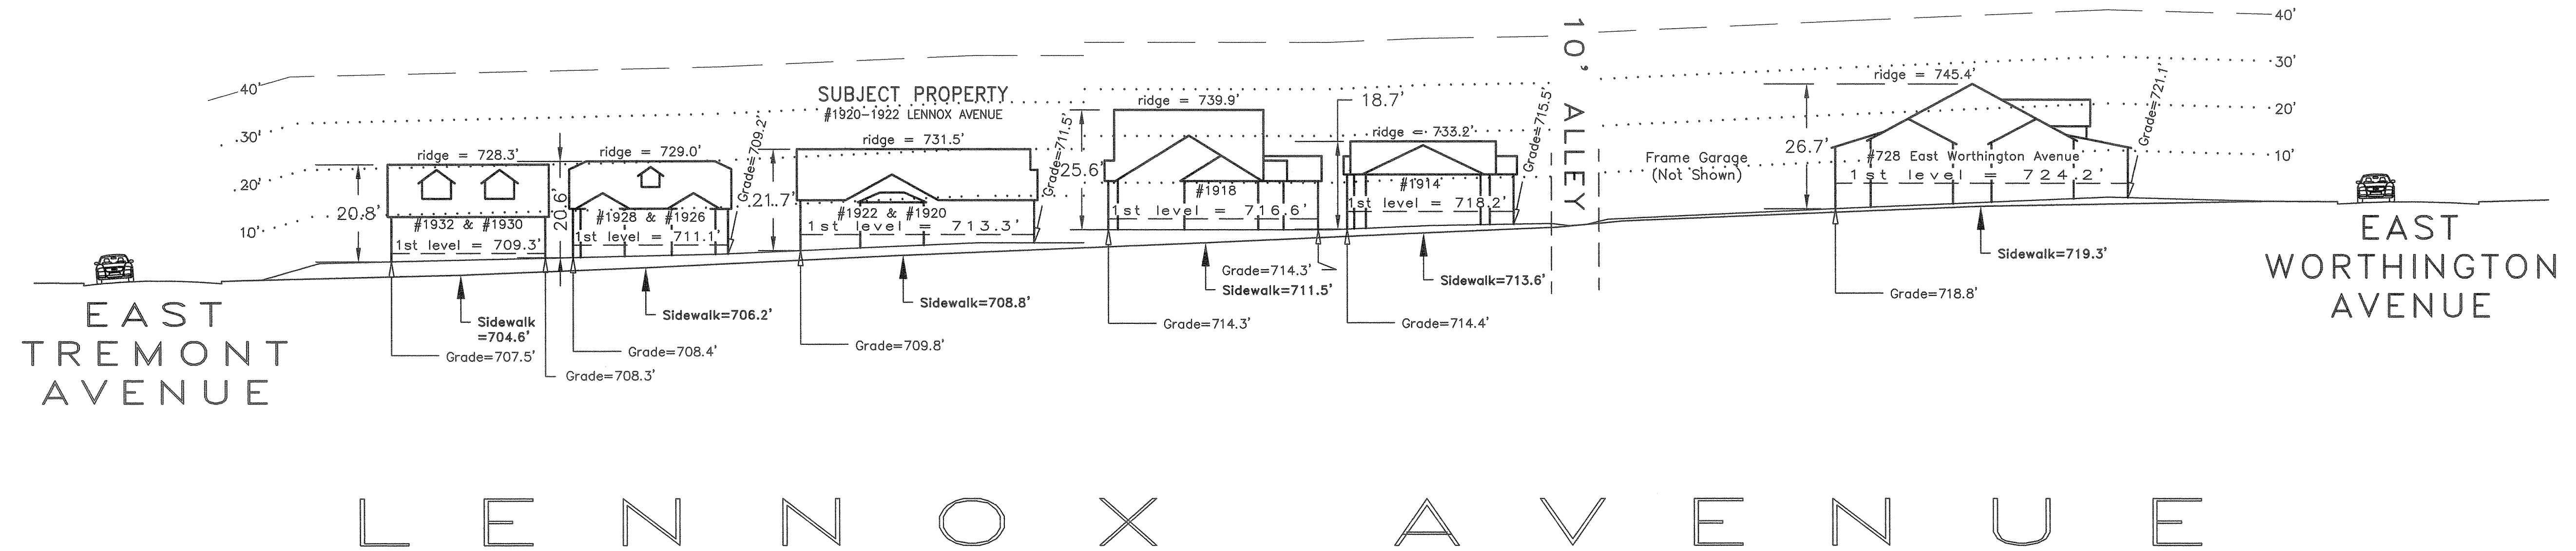 40'
30'
20'
10'
EAST
TREMONT
AVENUE
20.8'
ridge = 728.3'
#1932 & #1930
1st level = 709.3'
Sidewalk
=704.6'
Grade=707.5'
Grade=708.3'
20.6'
ridge = 729.0'
#1928 & #1926
1st level = 711.1'
Sidewalk=706.2'
Grade=708.4'
Grade=709.2'
SUBJECT PROPERTY
#1920-1922 LENNOX AVENUE
21.7'
ridge = 731.5'
#1922 & #1920
1st level = 713.3'
Sidewalk=708.8'
Grade=709.8'
Grade=711.5'
25.6'
ridge = 739.9'
#1918
1st level = 716.6'
Grade=714.3'
Sidewalk=711.5'
Grade=714.3'
18.7'
ridge = 733.2'
#1914
1st level = 718.2'
Sidewalk=713.6'
Grade=714.4'
Grade=715.5'
10' ALLEY
Frame Garage
(Not Shown)
26.7'
ridge = 745.4'
#728 East Worthington Avenue
1st level = 724.2'
Sidewalk=719.3'
Grade=718.8'
Grade=721.1'
40'
30'
20'
10'
EAST
WORTHINGTON
AVENUE
LENNOX AVENUE